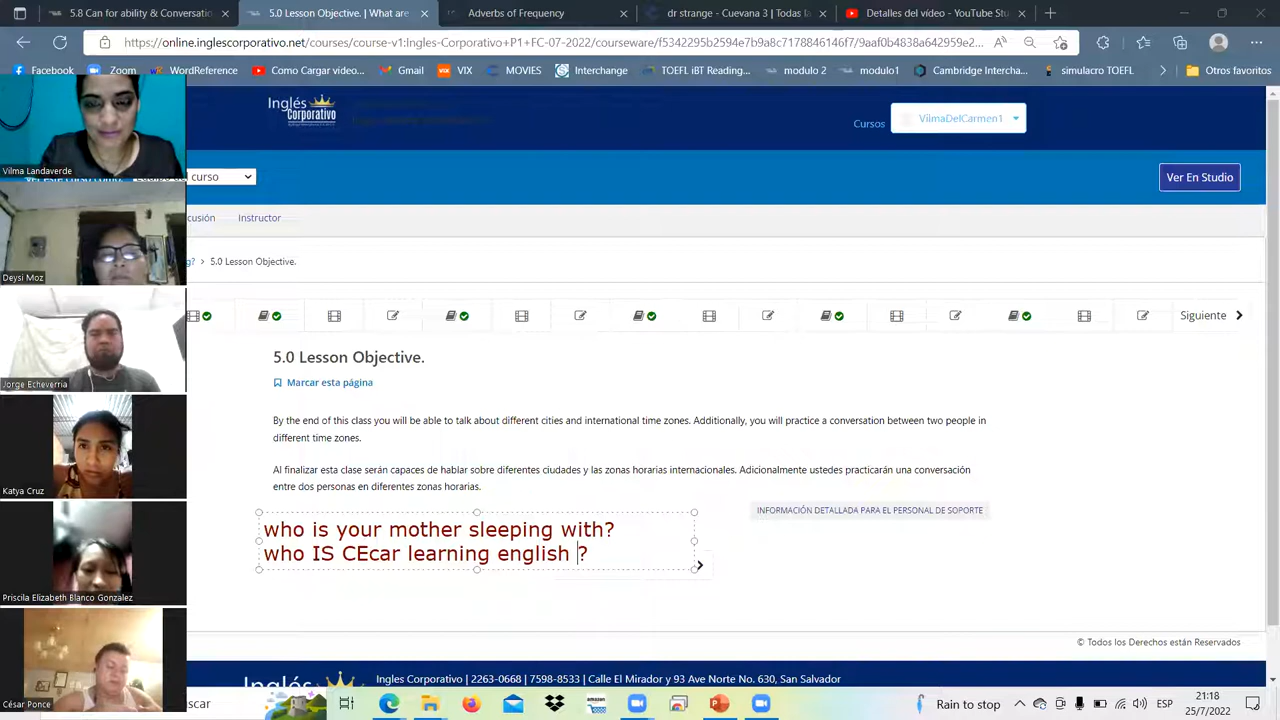 5.8 Can for Ability & Conversatio
5.0 Lesson Objective. | What are
Adverbs of Frequency
dr strange - Cuevana 3 | Todas l
Detalles del vídeo - YouTube Stu
https://online.inglescorporativo.net/courses/course-v1:Ingles-Corporativo+P1+FC-07-2022/courseware/f5342295b2594e7b9a8c7178846146f7/9aaf0b4838a642959e2...
Facebook
Zoom
WordReference
Como Cargar vídeo...
Gmail
VIX
MOVIES
Interchange
TOEFL iBT Reading...
modulo 2
modulo1
Cambridge Intercha...
simulacro TOEFL
Otros favoritos
Inglés
Corporativo
Cursos
VilmaDelCarmen1
Vilma Landaverde
Ver este curso como:
curso
Ver En Studio
cusión
Instructor
g? > 5.0 Lesson Objective.
Deysi Moz
Siguiente
5.0 Lesson Objective.
Marcar esta página
Jorge Echeverria
By the end of this class you will be able to talk about different cities and international time zones. Additionally, you will practice a conversation between two people in
different time zones.
Al finalizar esta clase serán capaces de hablar sobre diferentes ciudades y las zonas horarias internacionales. Adicionalmente ustedes practicarán una conversación
entre dos personas en diferentes zonas horarias.
Katya Cruz
INFORMACIÓN DETALLADA PARA EL PERSONAL DE SOPORTE
who is your mother sleeping with?
who IS CEcar learning english ?
Priscila Elizabeth Blanco Gonzalez
© Todos los Derechos están Reservados
Inglés
Ingles Corporativo | 2263-0668 | 7598-8533 | Calle El Mirador y 93 Ave Norte No. 630, San Salvador
César Ponce
scar
amazon
Rain to stop
ESP
21:18
25/7/2022